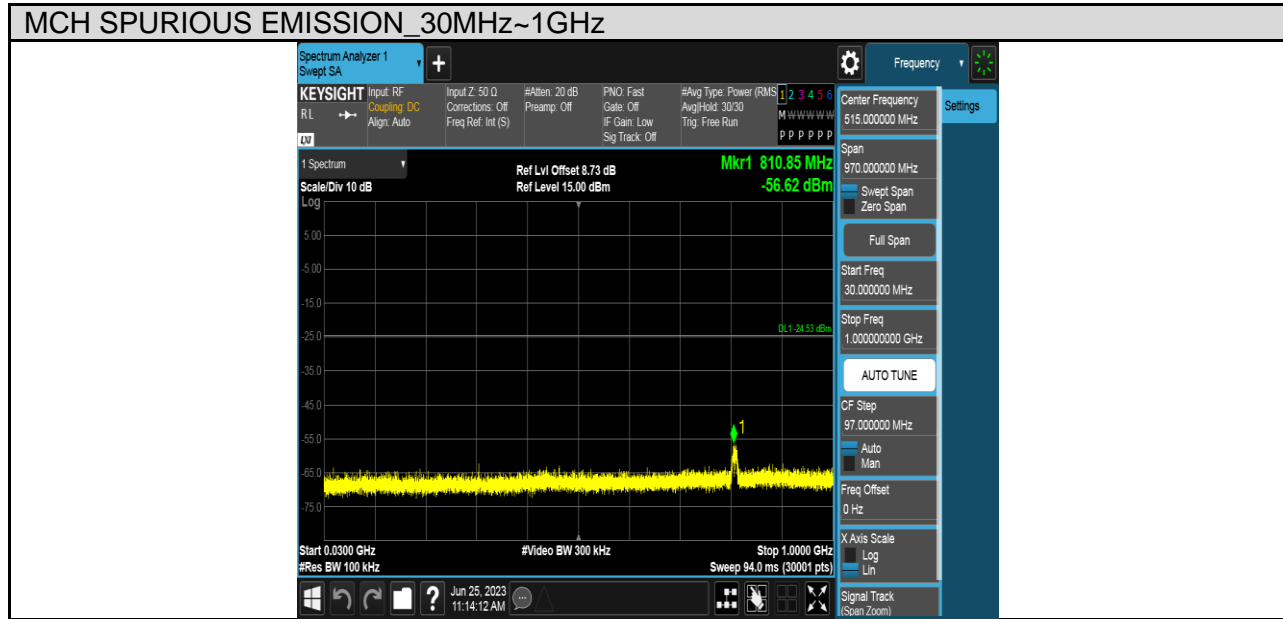 MCH SPURIOUS EMISSION_30MHz~1GHz
Spectrum Analyzer 1
Swept SA
+
Frequency
KEYSIGHT
RL
LXI
Input: RF
Coupling: DC
Align: Auto
Input Z: 50 Ω
Corrections: Off
Freq Ref: Int (S)
#Atten: 20 dB
Preamp: Off
PNO: Fast
Gate: Off
IF Gain: Low
Sig Track: Off
#Avg Type: Power (RMS
Avg|Hold: 30/30
Trig: Free Run
1 2 3 4 5 6
M W W W W W
P P P P P P
Center Frequency
515.000000 MHz
Settings
1 Spectrum
Scale/Div 10 dB
Log
Ref Lvl Offset 8.73 dB
Ref Level 15.00 dBm
Mkr1 810.85 MHz
-56.62 dBm
5.00
-5.00
-15.0
-25.0
-35.0
-45.0
-55.0
-65.0
-75.0
DL1 -24.53 dBm
1
Start 0.0300 GHz
#Res BW 100 kHz
#Video BW 300 kHz
Stop 1.0000 GHz
Sweep 94.0 ms (30001 pts)
Span
970.000000 MHz
Swept Span
Zero Span
Full Span
Start Freq
30.000000 MHz
Stop Freq
1.000000000 GHz
AUTO TUNE
CF Step
97.000000 MHz
Auto
Man
Freq Offset
0 Hz
X Axis Scale
Log
Lin
Signal Track
(Span Zoom)
?
Jun 25, 2023
11:14:12 AM